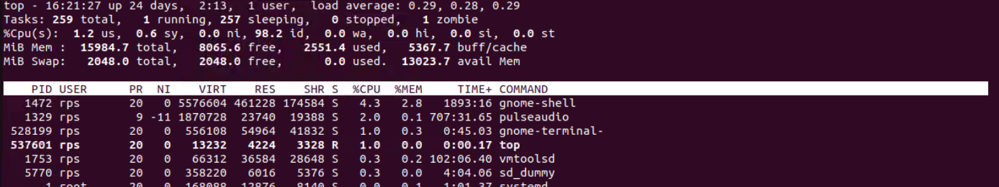 top - 16:21:27 up 24 days,  2:13,  1 user,  load average: 0.29, 0.28, 0.29
Tasks: 259 total,   1 running, 257 sleeping,   0 stopped,   1 zombie
%Cpu(s):  1.2 us,  0.6 sy,  0.0 ni, 98.2 id,  0.0 wa,  0.0 hi,  0.0 si,  0.0 st
MiB Mem :  15984.7 total,   8065.6 free,   2551.4 used,   5367.7 buff/cache
MiB Swap:   2048.0 total,   2048.0 free,      0.0 used.  13023.7 avail Mem
PID USER      PR  NI    VIRT    RES    SHR S  %CPU  %MEM     TIME+ COMMAND
1472 rps       20   0 5576604 461228 174584 S   4.3   2.8   1893:16 gnome-shell
1329 rps        9 -11 1870728  23740  19388 S   2.0   0.1 707:31.65 pulseaudio
528199 rps       20   0  556108  54964  41832 S   1.0   0.3   0:45.03 gnome-terminal-
537601 rps       20   0   13232   4224   3328 R   1.0   0.0   0:00.17 top
1753 rps       20   0   66312  36584  28648 S   0.3   0.2 102:06.40 vmtoolsd
5770 rps       20   0  358220   6016   5376 S   0.3   0.0   4:04.06 sd_dummy
1 root      20   0  168088  12876   8140 S   0.0   0.1   1:01.37 systemd